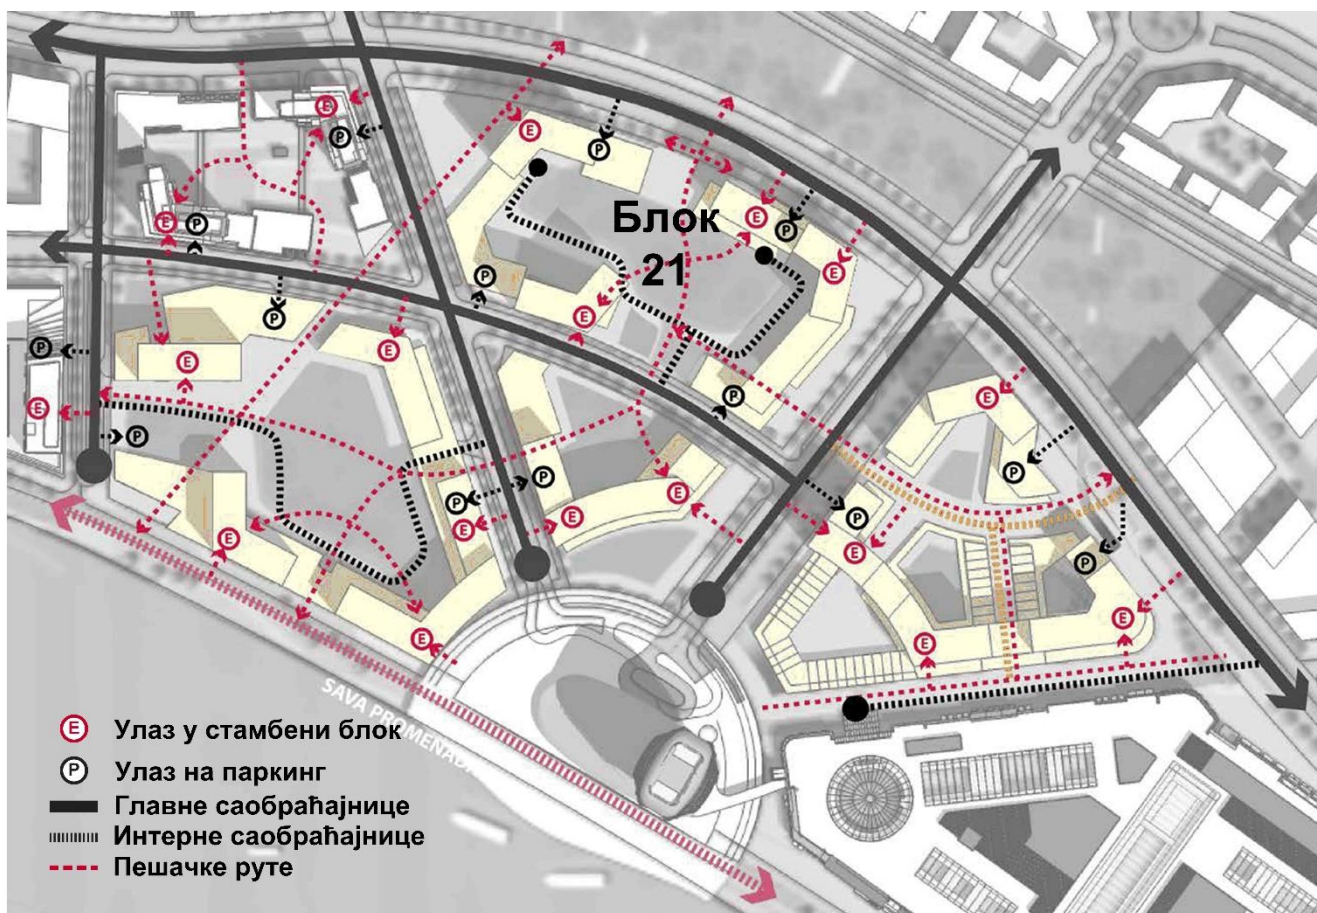 E
P
E
P
P
E
E
E
P
E
Блок
21
P
P
E
P
E
E
P
E
E
E
P
P
E
P
P
P
E
P
E
E
P
E
E
P
E
E
E
SAVA PROMENADA
E Улаз у стамбени блок
P Улаз на паркинг
Главне саобраћајнице
Интерне саобраћајнице
Пешачке руте